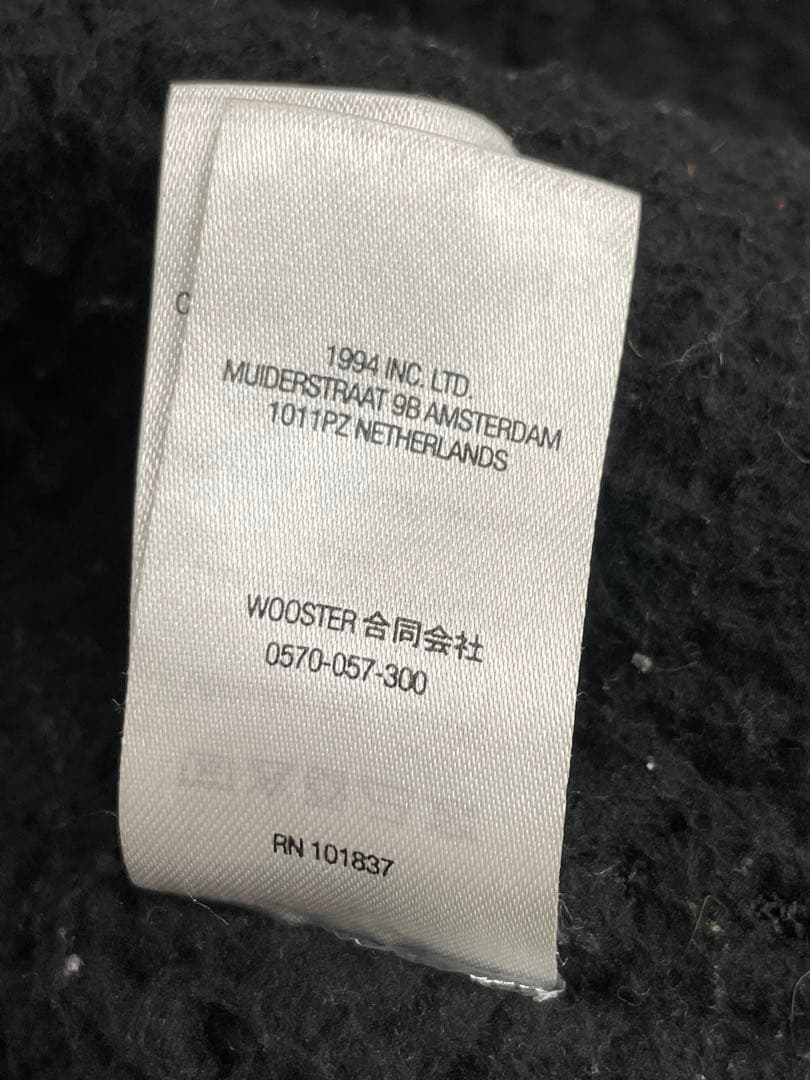 C
1994 INC. LTD.
MUIDERSTRAAT 9B AMSTERDAM
1011PZ NETHERLANDS
WOOSTER 合同会社
0570-057-300
RN 101837